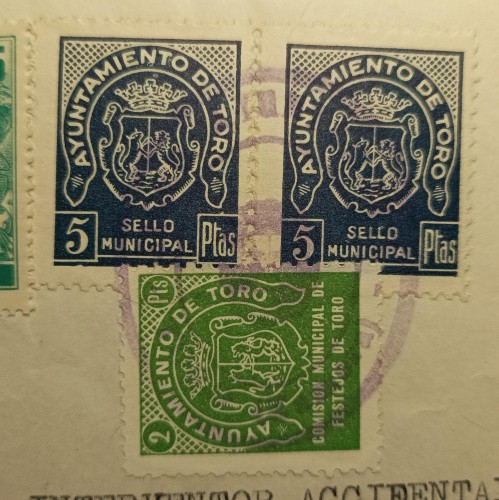 5
AYUNTAMIENTO DE TORO
5 SELLO MUNICIPAL Ptas
AYUNTAMIENTO DE TORO
5 SELLO MUNICIPAL Ptas
AYUNTAMIENTO DE TORO
2 Pts
COMISION MUNICIPAL DE
FESTEJOS DE TORO